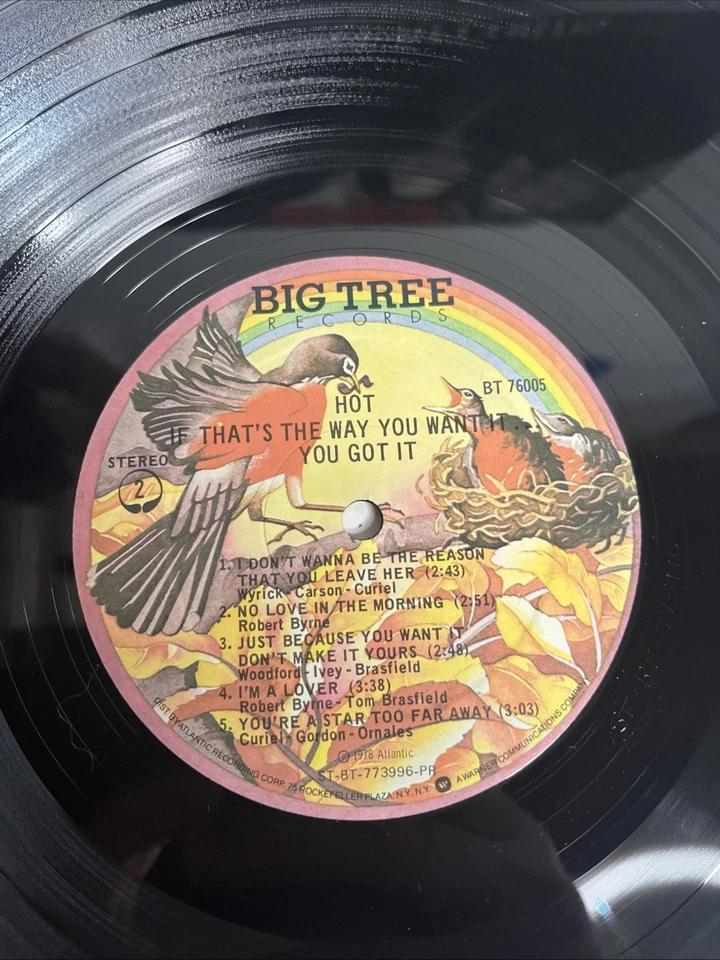 BIG TREE
RECORDS
BT 76005
HOT
IF THAT'S THE WAY YOU WANT IT...
YOU GOT IT
STEREO
2
1. I DON'T WANNA BE THE REASON
THAT YOU LEAVE HER (2:43)
Wyrick - Carson - Curiel
2. NO LOVE IN THE MORNING (2:51)
Robert Byrne
3. JUST BECAUSE YOU WANT IT
DON'T MAKE IT YOURS (2:48)
Woodford - Ivey - Brasfield
4. I'M A LOVER (3:38)
Robert Byrne - Tom Brasfield
5. YOU'RE A STAR TOO FAR AWAY (3:03)
Curiel - Gordon - Ornales
Ⓟ 1978 Atlantic
ST-BT-773996-PR
DIST BY ATLANTIC RECORDING CORP. 75 ROCKEFELLER PLAZA, N.Y. N.Y. A WARNER COMMUNICATIONS COMPANY